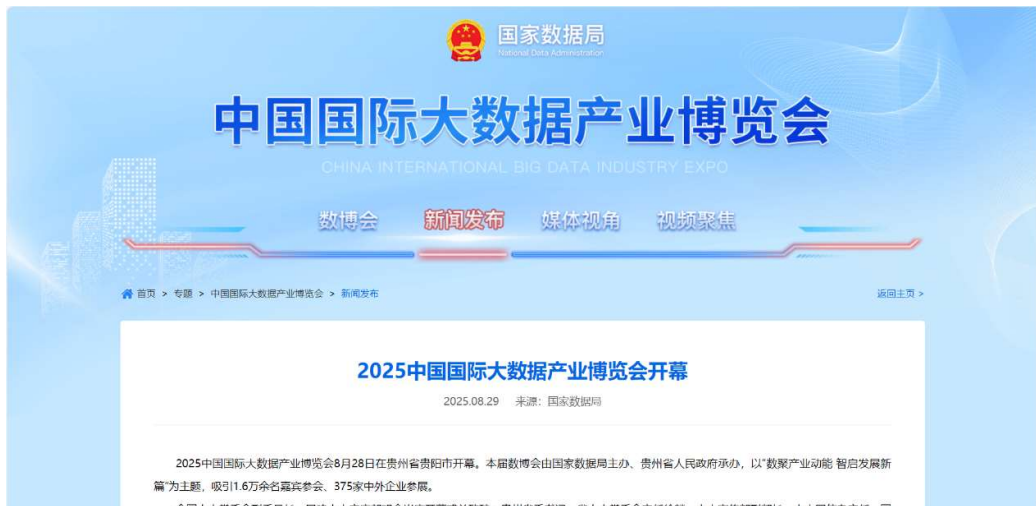 国家数据局
National Data Administration
中国国际大数据产业博览会
CHINA INTERNATIONAL BIG DATA INDUSTRY EXPO
数博会 新闻发布 媒体视角 视频聚焦
首页 > 专题 > 中国国际大数据产业博览会 > 新闻发布 返回主页 >
2025中国国际大数据产业博览会开幕
2025.08.29 来源：国家数据局
2025中国国际大数据产业博览会8月28日在贵州省贵阳市开幕。本届数博会由国家数据局主办、贵州省人民政府承办，以“数聚产业动能 智启发展新
篇”为主题，吸引1.6万余名嘉宾参会、375家中外企业参展。